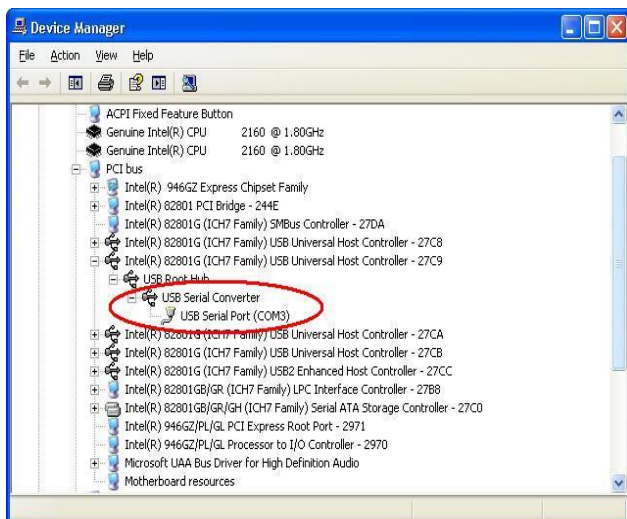 Device Manager
File Action View Help
ACPI Fixed Feature Button
Genuine Intel(R) CPU 2160 @ 1.80GHz
Genuine Intel(R) CPU 2160 @ 1.80GHz
PCI bus
Intel(R) 946GZ Express Chipset Family
Intel(R) 82801 PCI Bridge - 244E
Intel(R) 82801G (ICH7 Family) SMBus Controller - 27DA
Intel(R) 82801G (ICH7 Family) USB Universal Host Controller - 27C8
Intel(R) 82801G (ICH7 Family) USB Universal Host Controller - 27C9
USB Root Hub
USB Serial Converter
USB Serial Port (COM3)
Intel(R) 82801G (ICH7 Family) USB Universal Host Controller - 27CA
Intel(R) 82801G (ICH7 Family) USB Universal Host Controller - 27CB
Intel(R) 82801G (ICH7 Family) USB2 Enhanced Host Controller - 27CC
Intel(R) 82801GB/GR (ICH7 Family) LPC Interface Controller - 27B8
Intel(R) 82801GB/GR/GH (ICH7 Family) Serial ATA Storage Controller - 27C0
Intel(R) 946GZ/PL/GL PCI Express Root Port - 2971
Intel(R) 946GZ/PL/GL Processor to I/O Controller - 2970
Microsoft UAA Bus Driver for High Definition Audio
Motherboard resources